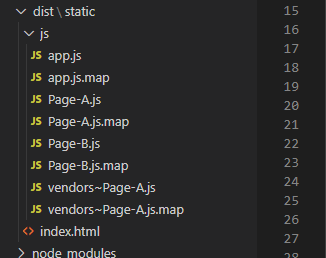 dist \ static
js
JS app.js
JS app.js.map
JS Page-A.js
JS Page-A.js.map
JS Page-B.js
JS Page-B.js.map
JS vendors~Page-A.js
JS vendors~Page-A.js.map
<> index.html
node_modules
15
16
17
18
19
20
21
22
23
24
25
26
27
28